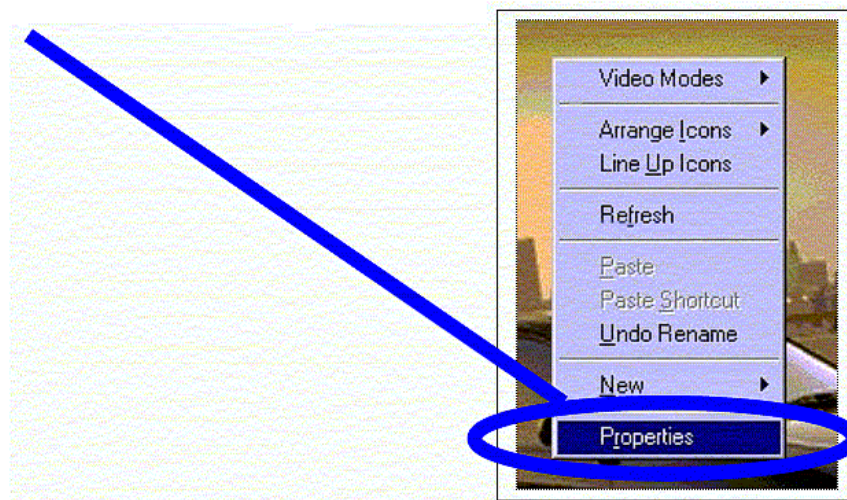 Video Modes
Arrange Icons
Line Up Icons
Refresh
Paste
Paste Shortcut
Undo Rename
New
Properties